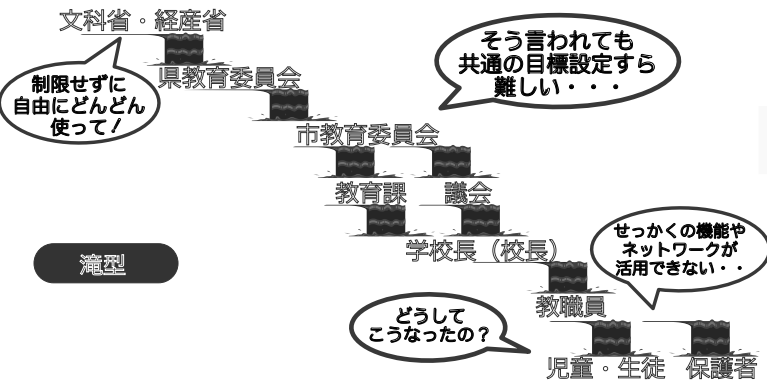 文科省・経産省
制限せずに
自由にどんどん
使って！
県教育委員会
そう言われても
共通の目標設定すら
難しい・・・
市教育委員会
教育課
議会
学校長（校長）
滝型
せっかくの機能や
ネットワークが
活用できない・・
教職員
どうして
こうなったの？
児童・生徒
保護者